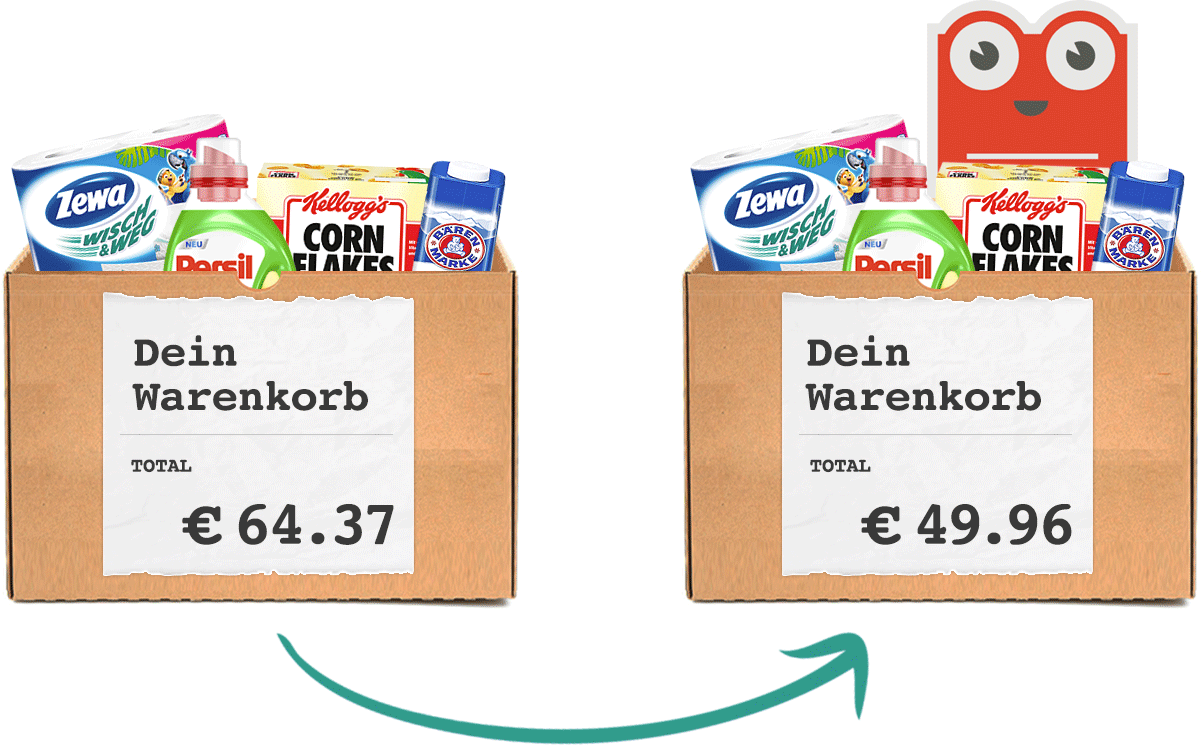 Zewa
WISCH
&WEG
NEU
Persil
Kellogg's
CORN
FLAKES
BÄREN
MARKE
Dein
Warenkorb
TOTAL
€ 64.37
Zewa
WISCH
&WEG
NEU
Persil
Kellogg's
CORN
FLAKES
BÄREN
MARKE
Dein
Warenkorb
TOTAL
€ 49.96